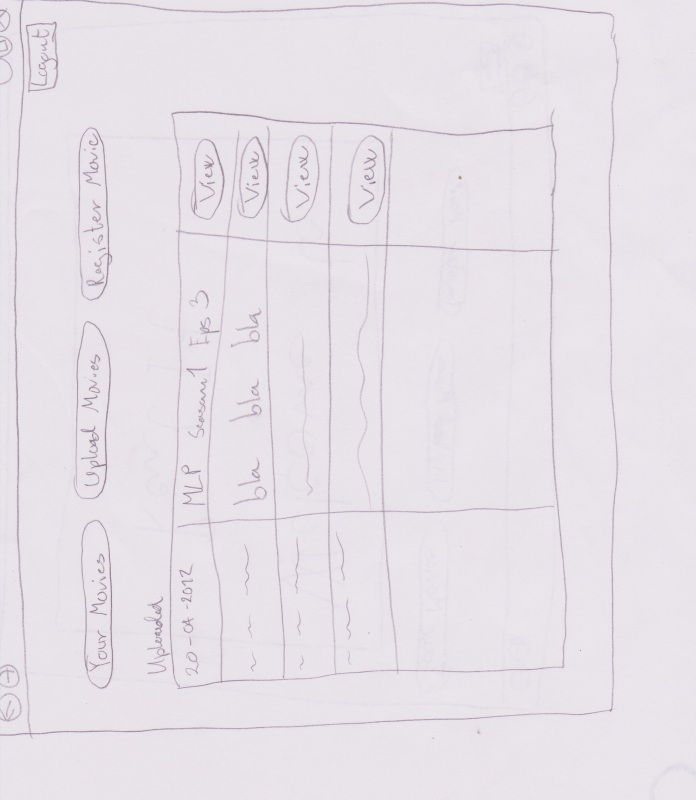 Logout
Your Movies Upload Movies Register Movie
Uploaded
20-04-2012 MLP Season 1 Eps 3 View
bla bla bla View
View
View